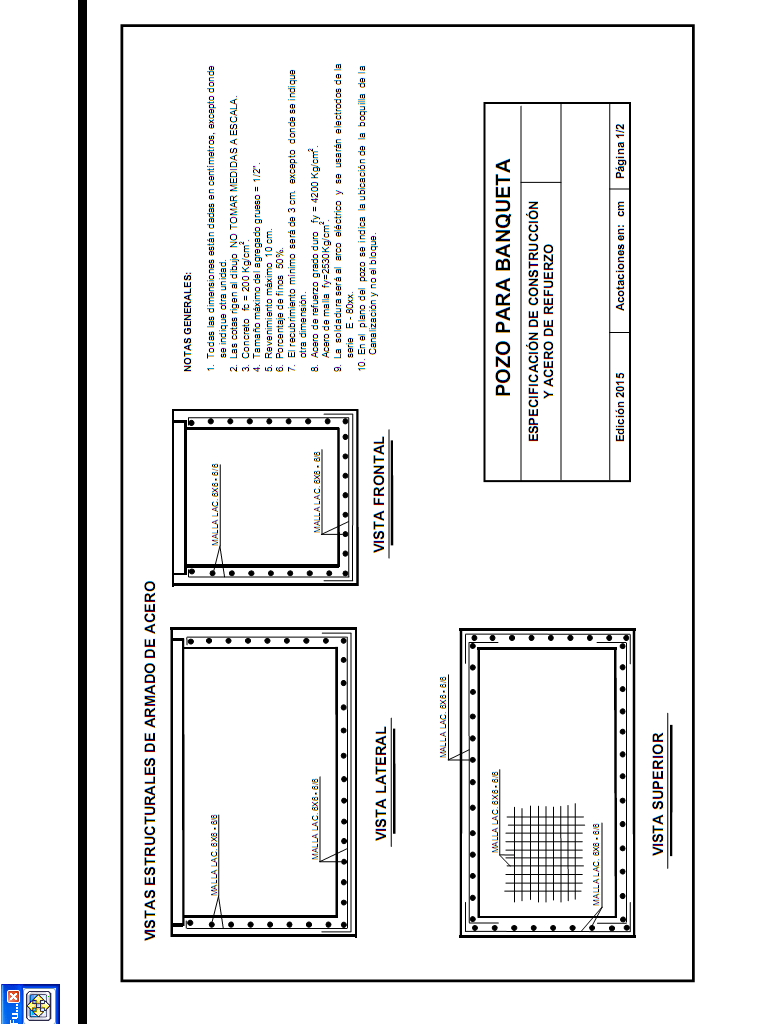 VISTAS ESTRUCTURALES DE ARMADO DE ACERO
MALLA LAC. 6X6 - 6/6
MALLA LAC. 6X6 - 6/6
VISTA LATERAL
MALLA LAC. 6X6 - 6/6
MALLA LAC. 6X6 - 6/6
VISTA FRONTAL
NOTAS GENERALES:
1. Todas las dimensiones están dadas en centímetros, excepto donde
se indique otra unidad.
2. Las cotas rigen al dibujo NO TOMAR MEDIDAS A ESCALA.
3. Concreto fc = 200 Kg/cm².
4. Tamaño máximo del agregado grueso = 1/2".
5. Revenimiento máximo 10 cm.
6. Porcentaje de finos 50%.
7. El recubrimiento mínimo será de 3 cm. excepto donde se indique
otra dimensión.
8. Acero de refuerzo grado duro fy = 4200 Kg/cm².
Acero de malla fy=2530Kg/cm².
9. La soldadura será al arco eléctrico y se usarán electrodos de la
serie E - 80xx.
10. En el plano del pozo se indica la ubicación de la boquilla de la
Canalización y no el bloque.
MALLA LAC. 6X6 - 6/6
MALLA LAC. 6X6 - 6/6
MALLA LAC. 6X6 - 6/6
VISTA SUPERIOR
POZO PARA BANQUETA
ESPECIFICACIÓN DE CONSTRUCCIÓN
Y ACERO DE REFUERZO
Edición 2015 Acotaciones en: cm Página 1/2
Fu...